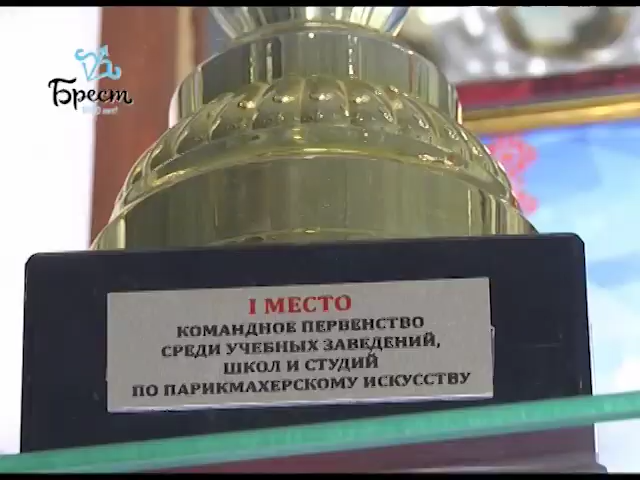 Брест
I МЕСТО
КОМАНДНОЕ ПЕРВЕНСТВО
СРЕДИ УЧЕБНЫХ ЗАВЕДЕНИЙ,
ШКОЛ И СТУДИЙ
ПО ПАРИКМАХЕРСКОМУ ИСКУССТВУ